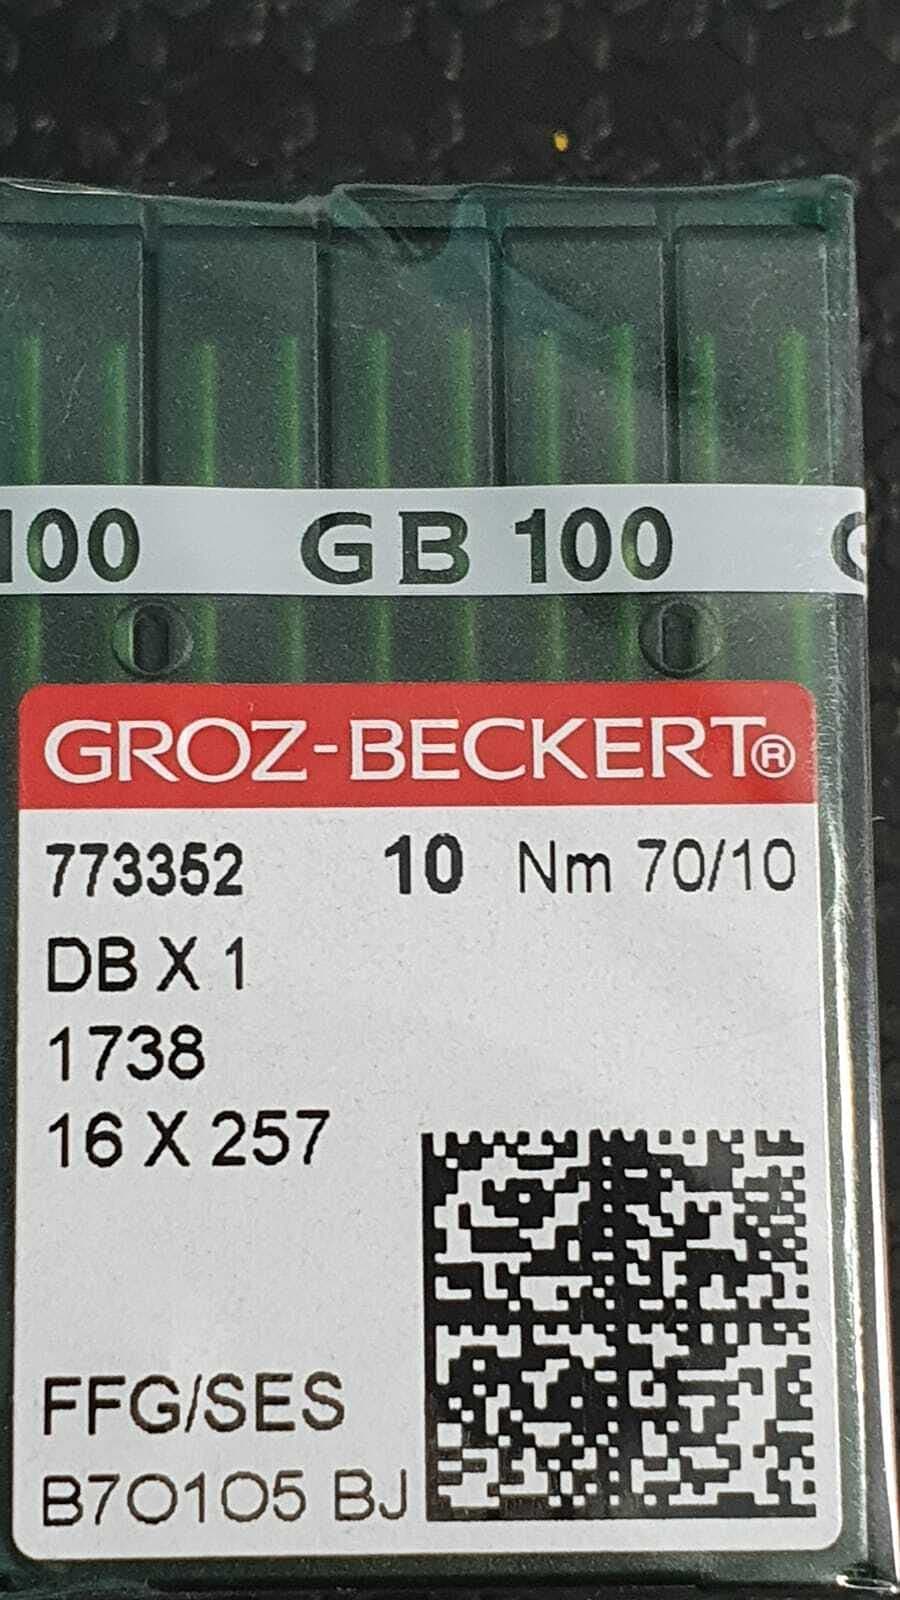 100 GB 100 G
GROZ-BECKERT®
773352 10 Nm 70/10
DB X 1
1738
16 X 257
FFG/SES
B70105 BJ